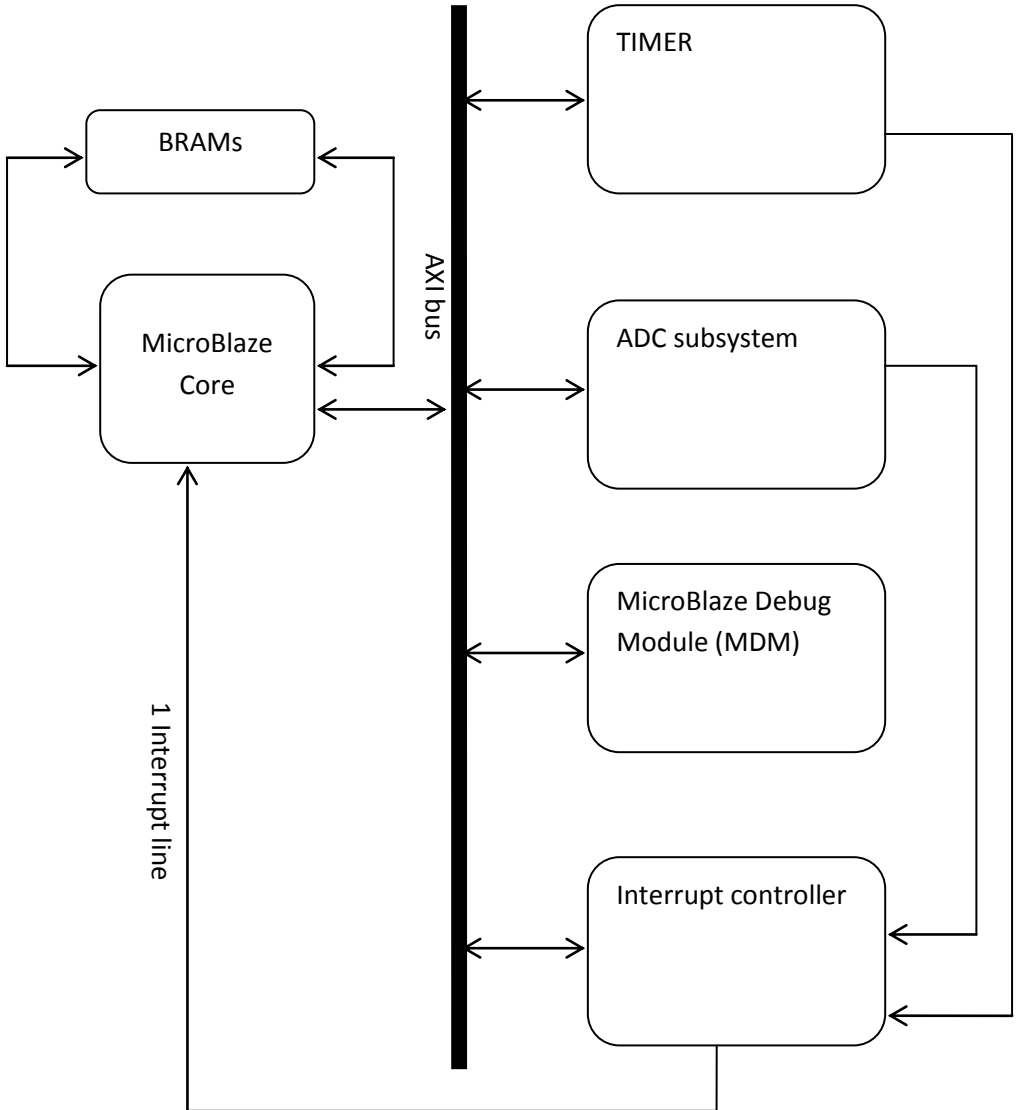 TIMER
BRAMs
AXI bus
MicroBlaze
Core
ADC subsystem
MicroBlaze Debug
Module (MDM)
1 Interrupt line
Interrupt controller